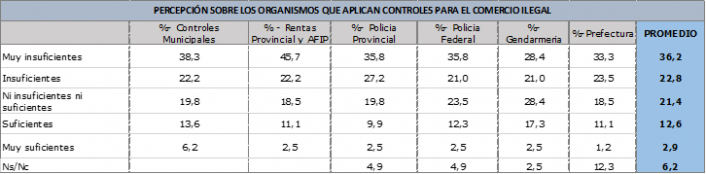 PERCEPCIÓN SOBRE LOS ORGANISMOS QUE APLICAN CONTROLES PARA EL COMERCIO ILEGAL
%- Controles Municipales %- Rentas Provincial y AFIP %- Policia Provincial %- Policia Federal %- Gendarmeria %- Prefectura PROMEDIO
Muy insuficientes 38,3 45,7 35,8 35,8 28,4 33,3 36,2
Insuficientes 22,2 22,2 27,2 21,0 21,0 23,5 22,8
Ni insuficientes ni suficientes 19,8 18,5 19,8 23,5 28,4 18,5 21,4
Suficientes 13,6 11,1 9,9 12,3 17,3 11,1 12,6
Muy suficientes 6,2 2,5 2,5 2,5 2,5 1,2 2,9
Ns/Nc 4,9 4,9 2,5 12,3 6,2